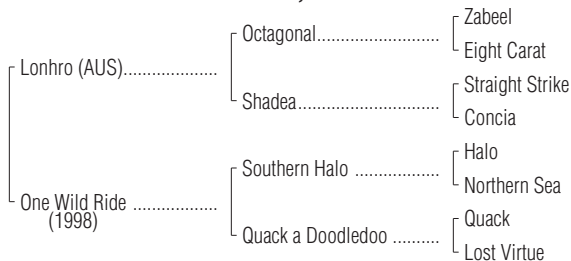 Zabeel
Octagonal
Eight Carat
Lonhro (AUS)
Straight Strike
Shadea
Concia
Halo
Southern Halo
Northern Sea
One Wild Ride
(1998)
Quack
Quack a Doodledoo
Lost Virtue